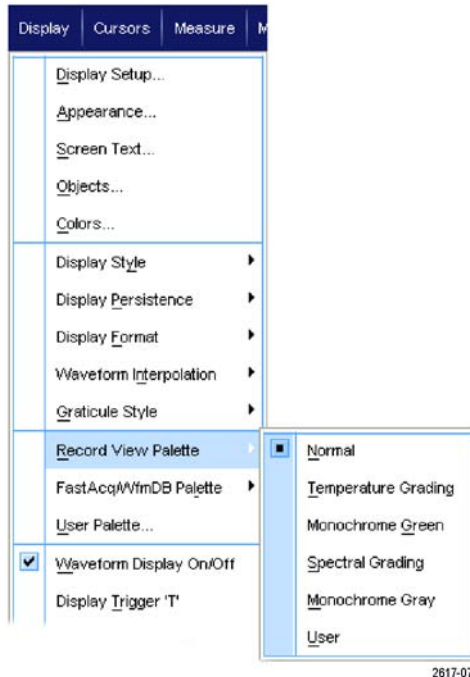 Display Cursors Measure
Display Setup...
Appearance...
Screen Text...
Objects...
Colors...
Display Style
Display Persistence
Display Format
Waveform Interpolation
Graticule Style
Record View Palette
FastAcq/WfmDB Palette
User Palette...
Waveform Display On/Off
Display Trigger 'T'
Normal
Temperature Grading
Monochrome Green
Spectral Grading
Monochrome Gray
User